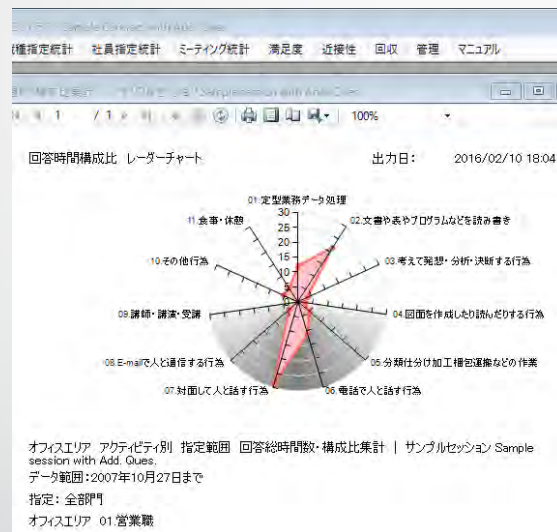 種指定統計 社員指定統計 ミーティング統計 満足度 近接性 回収 管理 マニュアル
1 / 1 100%
回答時間構成比 レーダーチャート 出力日: 2016/02/10 18:04
01.定型業務データ処理
30
25
20
15
10
5
0
11.食事・休憩
02.文書や表やプログラムなどを読み書き
10.その他行為
03.考えて発想・分析・決断する行為
09.講師・講演・受講
04.図面を作成したり読んだりする行為
08.E-mailで人と通信する行為
05.分類仕分け加工梱包運搬などの作業
07.対面して人と話す行為
06.電話で人と話す行為
オフィスエリア アクティビティ別 指定範囲 回答総時間数・構成比集計 | サンプルセッション Sample
session with Add. Ques.
データ範囲:2007年10月27日まで
指定: 全部門
オフィスエリア 01.営業職